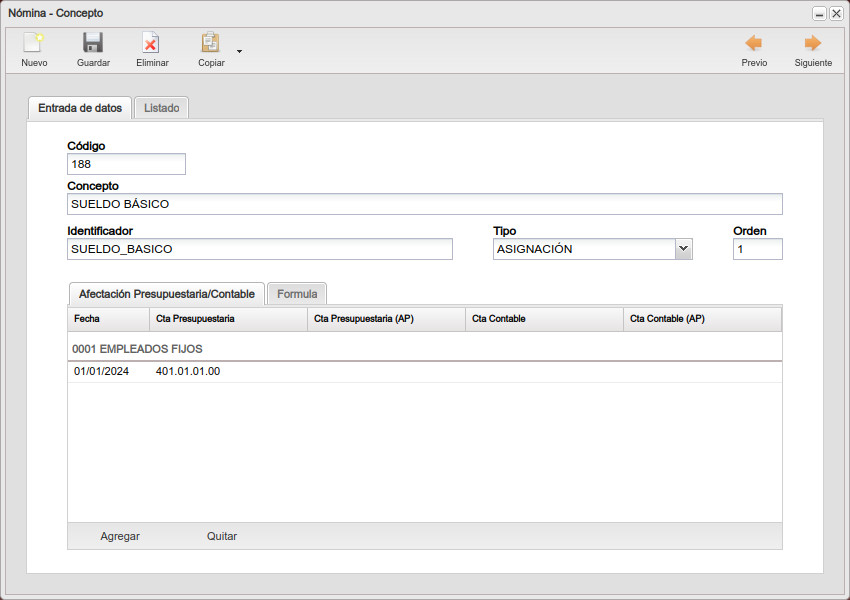 Nómina - Concepto
Nuevo Guardar Eliminar Copiar Previo Siguiente
Entrada de datos Listado
Código
188
Concepto
SUELDO BÁSICO
Identificador Tipo Orden
SUELDO_BASICO ASIGNACIÓN 1
Afectación Presupuestaria/Contable Formula
Fecha Cta Presupuestaria Cta Presupuestaria (AP) Cta Contable Cta Contable (AP)
0001 EMPLEADOS FIJOS
01/01/2024 401.01.01.00
Agregar Quitar